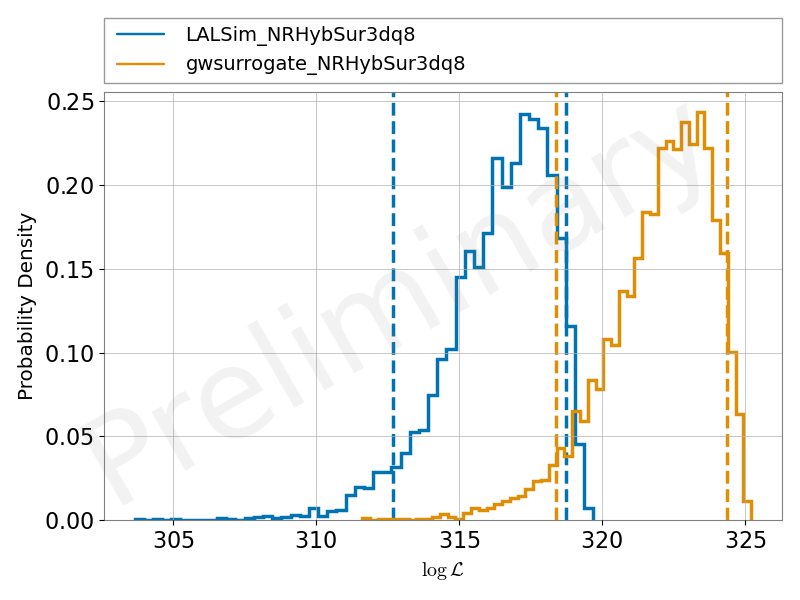 LALSim_NRHybSur3dq8
gwsurrogate_NRHybSur3dq8
Preliminary
Probability Density
0.25
0.20
0.15
0.10
0.05
0.00
305 310 315 320 325
log ℒ